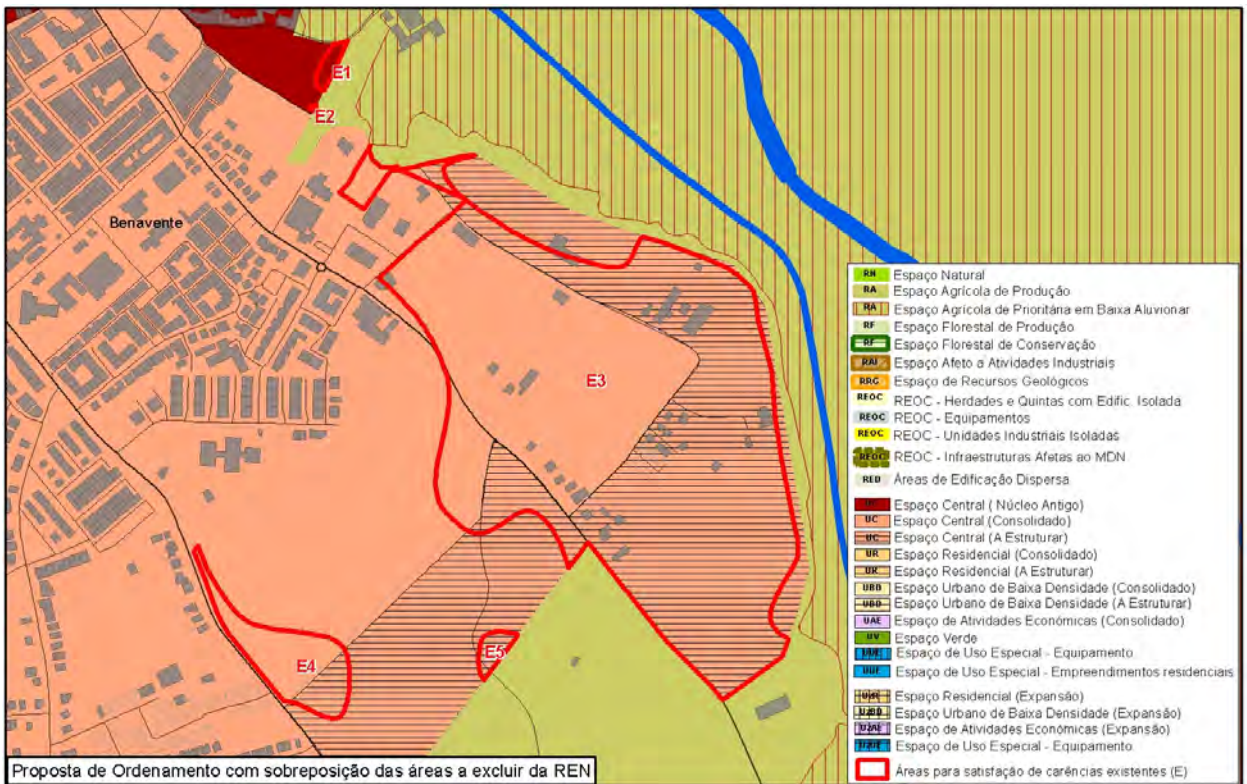 E1
E2
Benavente
E3
E4
E5
RN Espaço Natural
RA Espaço Agrícola de Produção
RA Espaço Agrícola de Prioritária em Baixa Aluvionar
RF Espaço Florestal de Produção
RF Espaço Florestal de Conservação
RAI Espaço Afeto a Atividades Industriais
RRG Espaço de Recursos Geológicos
REOC REOC - Herdades e Quintas com Edific. Isolada
REOC REOC - Equipamentos
REOC REOC - Unidades Industriais Isoladas
REOC REOC - Infraestruturas Afetas ao MDN
RED Áreas de Edificação Dispersa
UC Espaço Central ( Núcleo Antigo)
UC Espaço Central (Consolidado)
UC Espaço Central (A Estruturar)
UR Espaço Residencial (Consolidado)
UR Espaço Residencial (A Estruturar)
UBD Espaço Urbano de Baixa Densidade (Consolidado)
UBD Espaço Urbano de Baixa Densidade (A Estruturar)
UAE Espaço de Atividades Económicas (Consolidado)
UV Espaço Verde
Espaço de Uso Especial - Equipamento
UUE Espaço de Uso Especial - Empreendimentos residenciais
Espaço Residencial (Expansão)
Espaço Urbano de Baixa Densidade (Expansão)
Espaço de Atividades Económicas (Expansão)
Espaço de Uso Especial - Equipamento
Áreas para satisfação de carências existentes (E)
Proposta de Ordenamento com sobreposição das áreas a excluir da REN